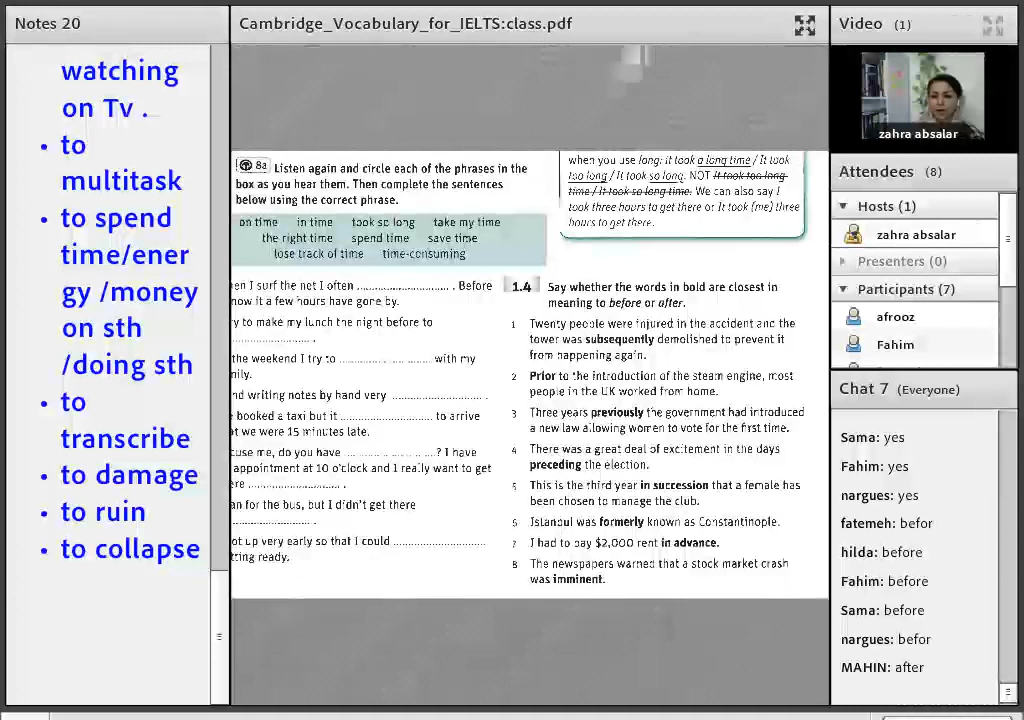 Notes 20
watching
on Tv .
• to
multitask
• to spend
time/ener
gy /money
on sth
/doing sth
• to
transcribe
• to damage
• to ruin
• to collapse
Cambridge_Vocabulary_for_IELTS:class.pdf
8a Listen again and circle each of the phrases in the
box as you hear them. Then complete the sentences
below using the correct phrase.
on time in time took so long take my time
the right time spend time save time
lose track of time time-consuming
en I surf the net I often ............................ . Before
now it a few hours have gone by.
y to make my lunch the night before to
............................ .
the weekend I try to ............................ with my
nily.
nd writing notes by hand very ............................ .
booked a taxi but it ............................ to arrive
at we were 15 minutes late.
cuse me, do you have ............................ ? I have
appointment at 10 o'clock and I really want to get
ere ............................ .
an for the bus, but I didn't get there
............................ .
ot up very early so that I could ............................
tting ready.
when you use long: It took a long time / It took
too long / It took so long. NOT It took too long
time / It took so long time. We can also say I
took three hours to get there or It took (me) three
hours to get there.
1.4 Say whether the words in bold are closest in
meaning to before or after.
1 Twenty people were injured in the accident and the
tower was subsequently demolished to prevent it
from happening again.
2 Prior to the introduction of the steam engine, most
people in the UK worked from home.
3 Three years previously the government had introduced
a new law allowing women to vote for the first time.
4 There was a great deal of excitement in the days
preceding the election.
5 This is the third year in succession that a female has
been chosen to manage the club.
6 Istanbul was formerly known as Constantinople.
7 I had to pay $2,000 rent in advance.
8 The newspapers warned that a stock market crash
was imminent.
Video (1)
zahra absalar
Attendees (8)
Hosts (1)
zahra absalar
Presenters (0)
Participants (7)
afrooz
Fahim
Chat 7 (Everyone)
Sama: yes
Fahim: yes
nargues: yes
fatemeh: befor
hilda: before
Fahim: before
Sama: before
nargues: befor
MAHIN: after